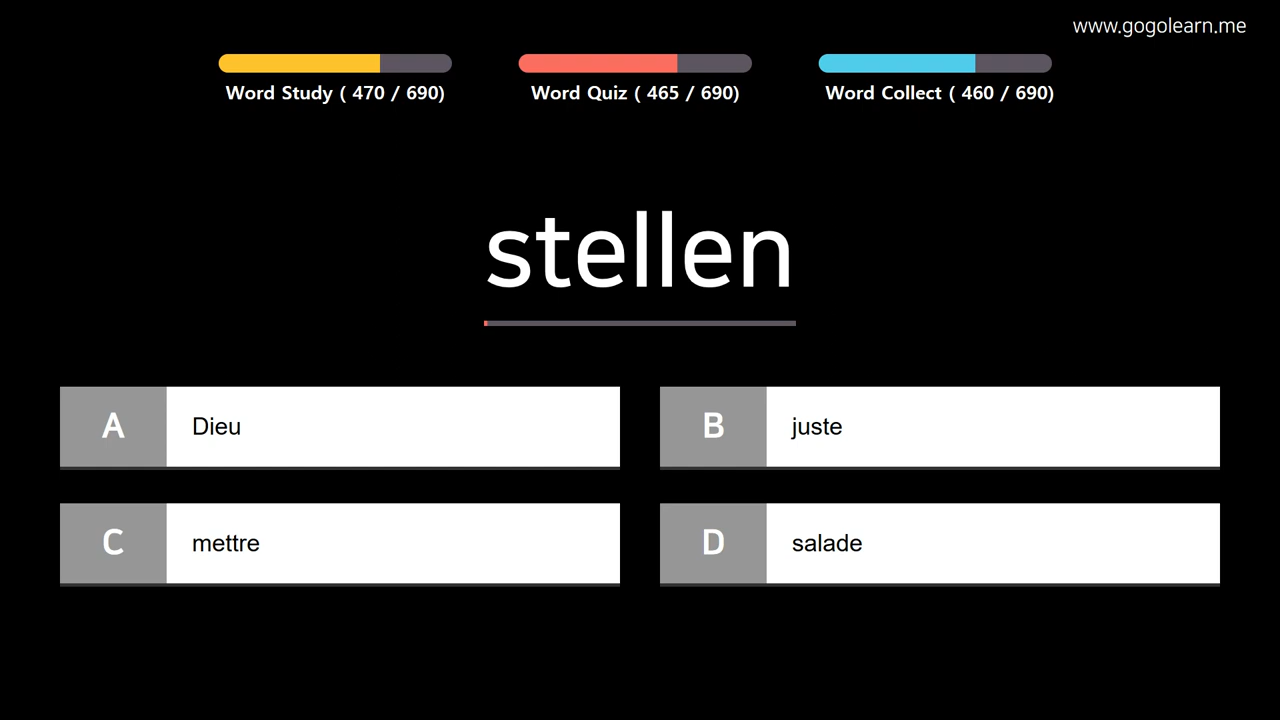 www.gogolearn.me
Word Study ( 470 / 690)
Word Quiz ( 465 / 690)
Word Collect ( 460 / 690)
stellen
A Dieu
B juste
C mettre
D salade